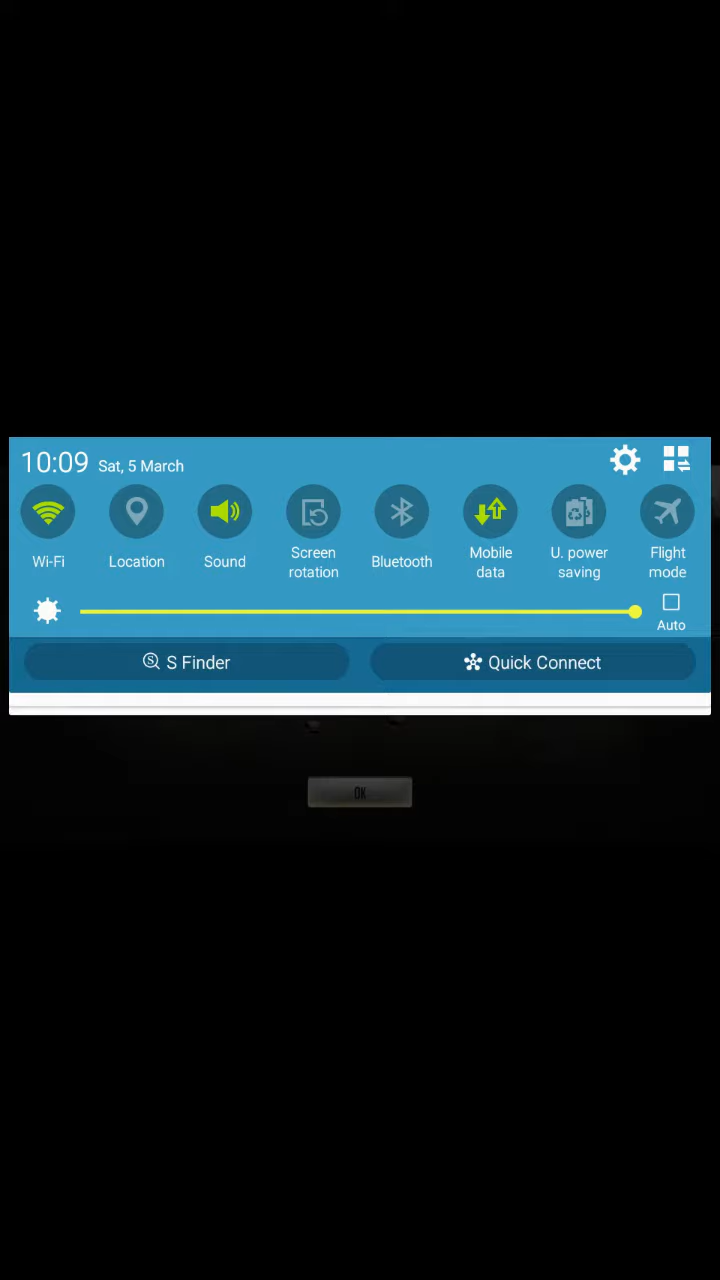 10:09 Sat, 5 March
Wi-Fi
Location
Sound
Screen
rotation
Bluetooth
Mobile
data
U. power
saving
Flight
mode
Auto
S Finder
Quick Connect
OK